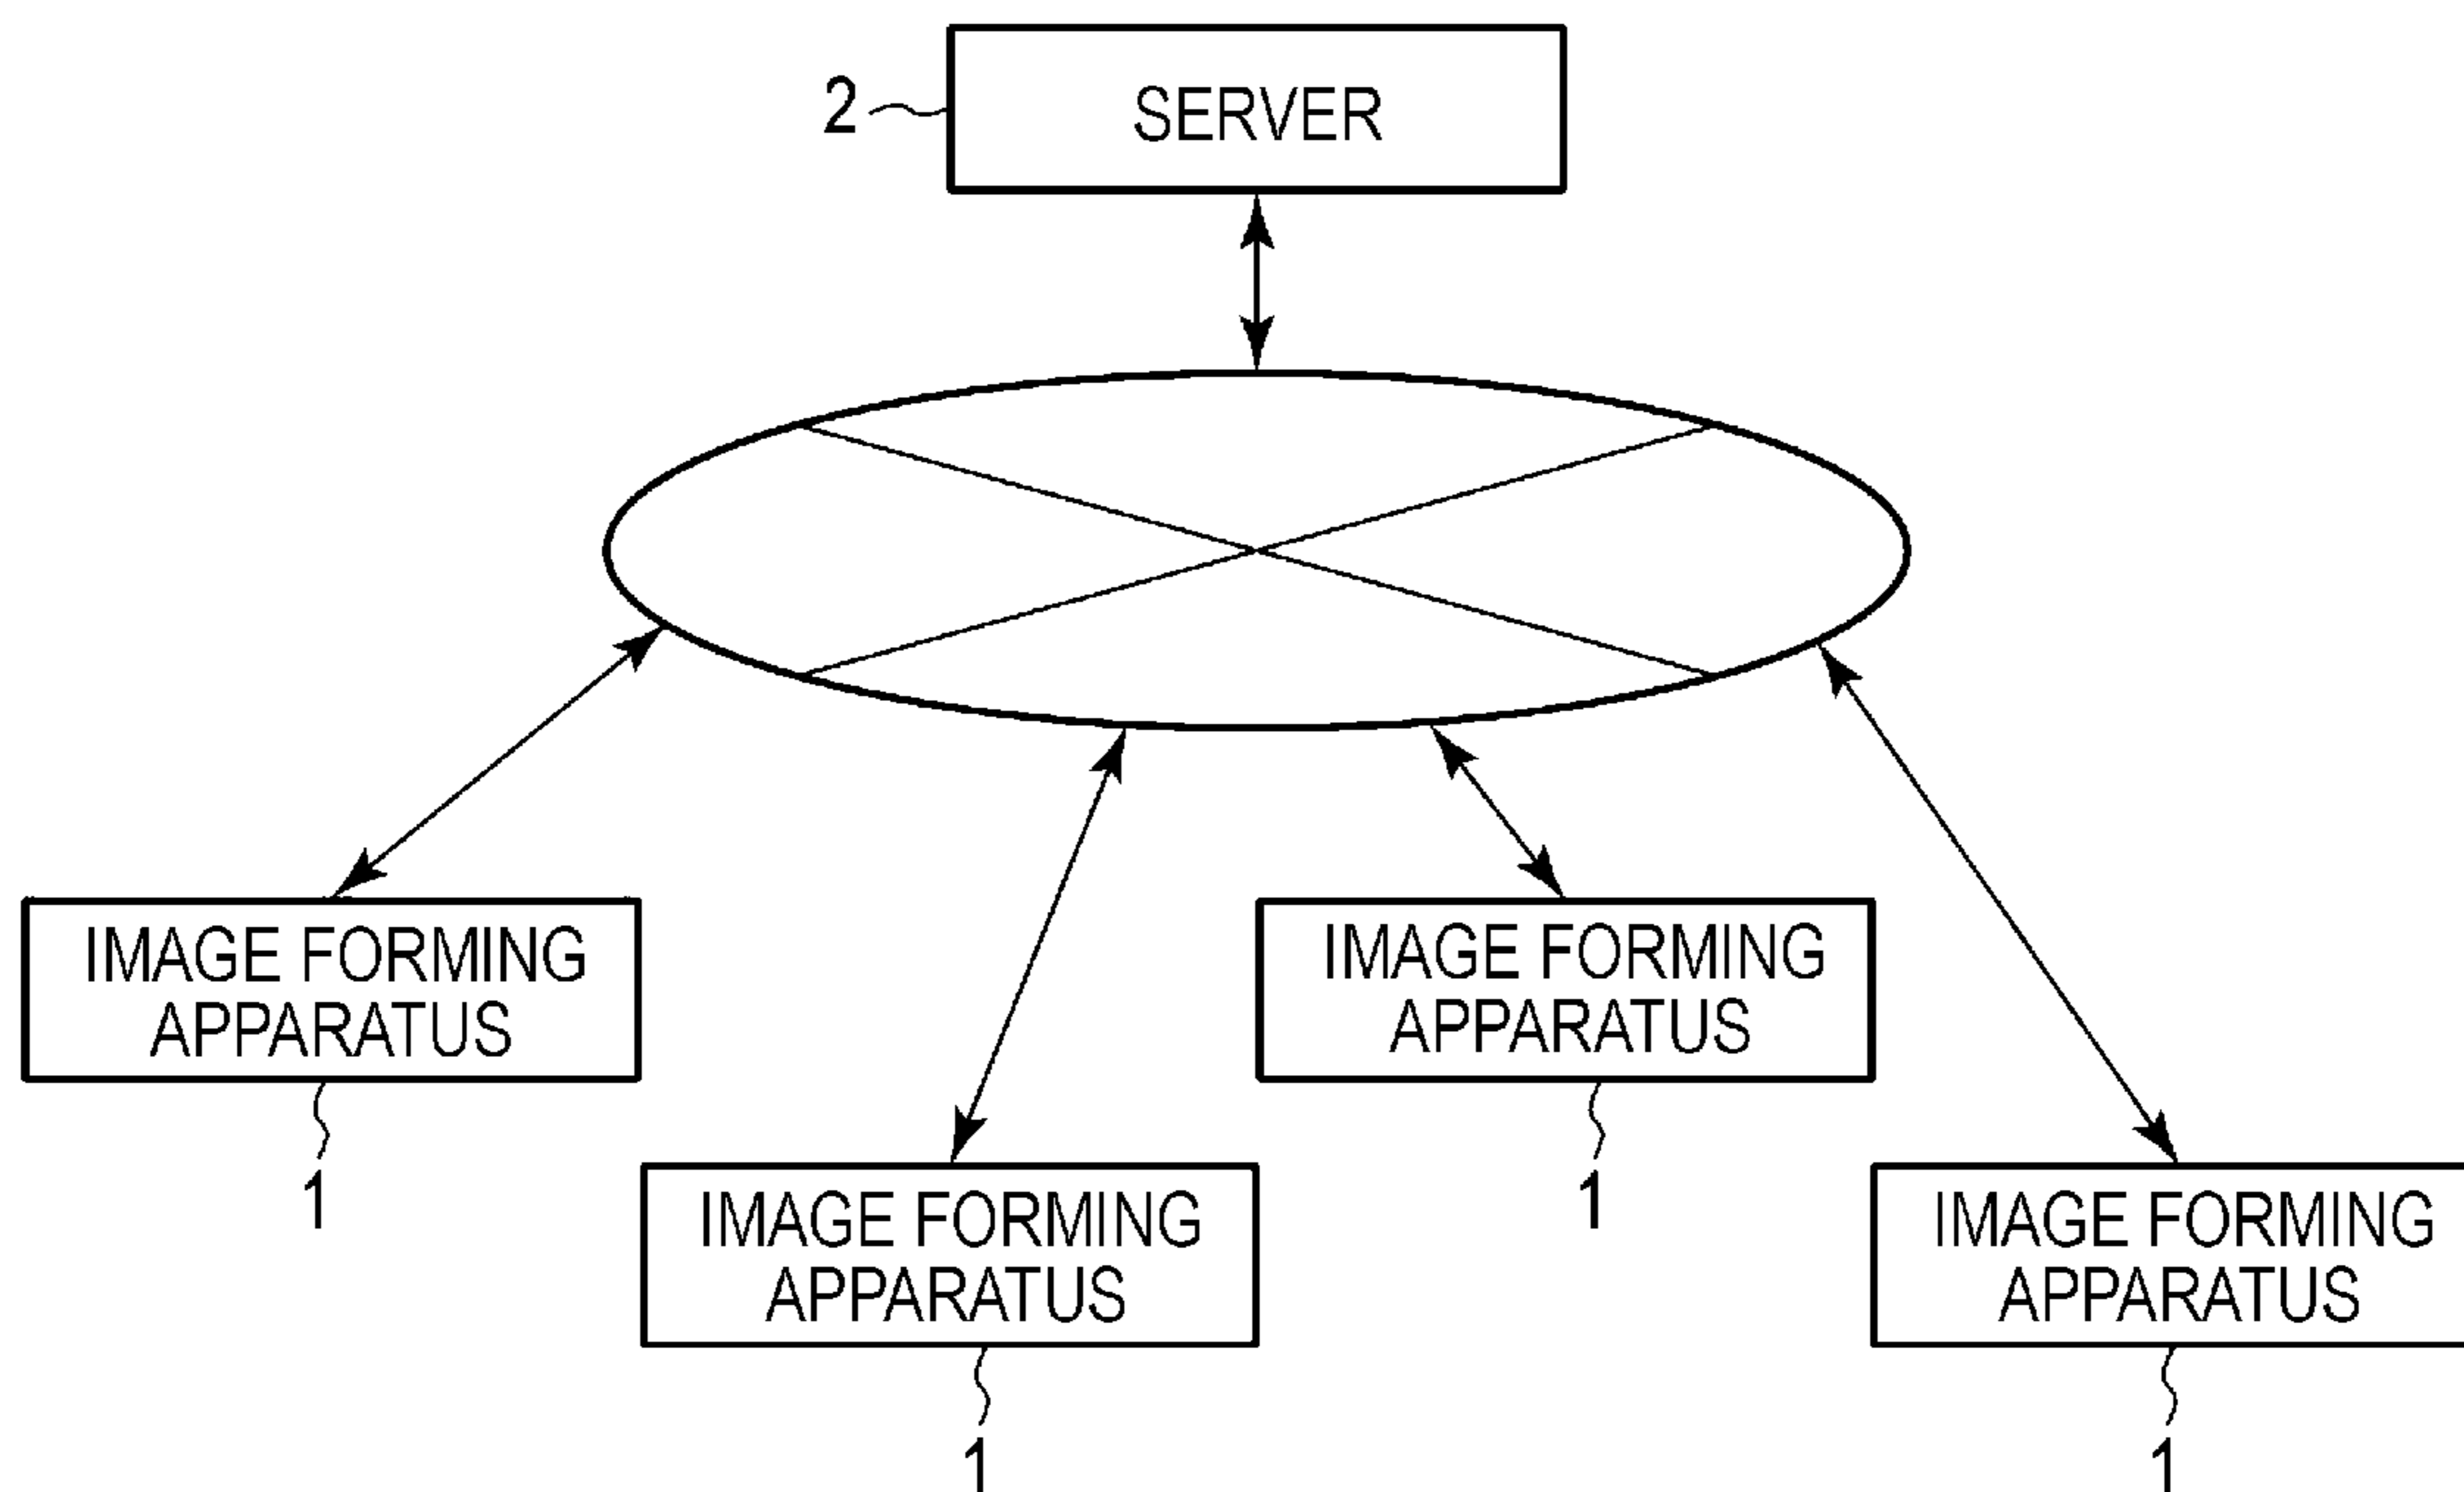 2
SERVER
IMAGE FORMING
APPARATUS
1
IMAGE FORMING
APPARATUS
1
IMAGE FORMING
APPARATUS
1
IMAGE FORMING
APPARATUS
1